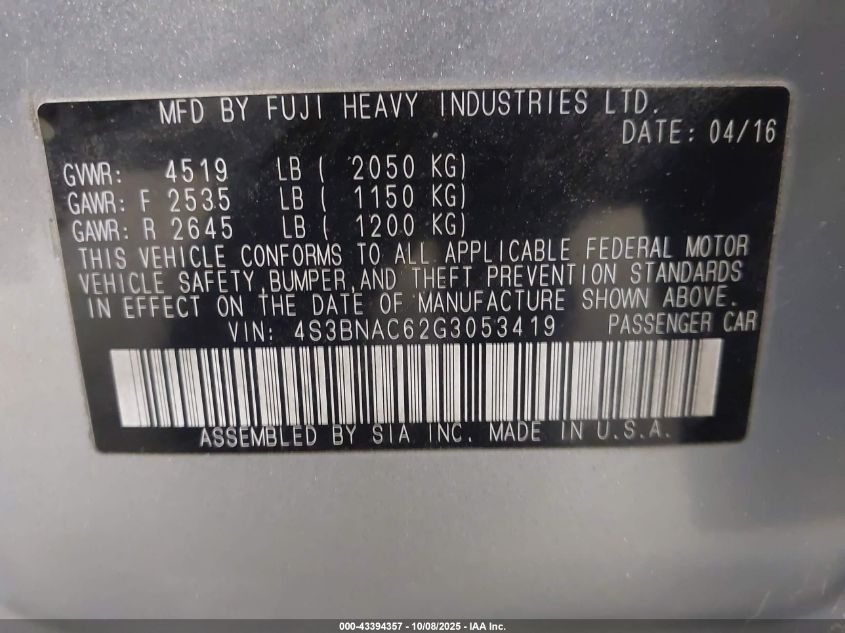 MFD BY FUJI HEAVY INDUSTRIES LTD.
DATE: 04/16
GVWR: 4519 LB ( 2050 KG)
GAWR: F 2535 LB ( 1150 KG)
GAWR: R 2645 LB ( 1200 KG)
THIS VEHICLE CONFORMS TO ALL APPLICABLE FEDERAL MOTOR
VEHICLE SAFETY,BUMPER,AND THEFT PREVENTION STANDARDS
IN EFFECT ON THE DATE OF MANUFACTURE SHOWN ABOVE.
VIN: 4S3BNAC62G3053419 PASSENGER CAR
ASSEMBLED BY SIA INC. MADE IN U.S.A.
000-43394357 - 10/08/2025 - IAA Inc.